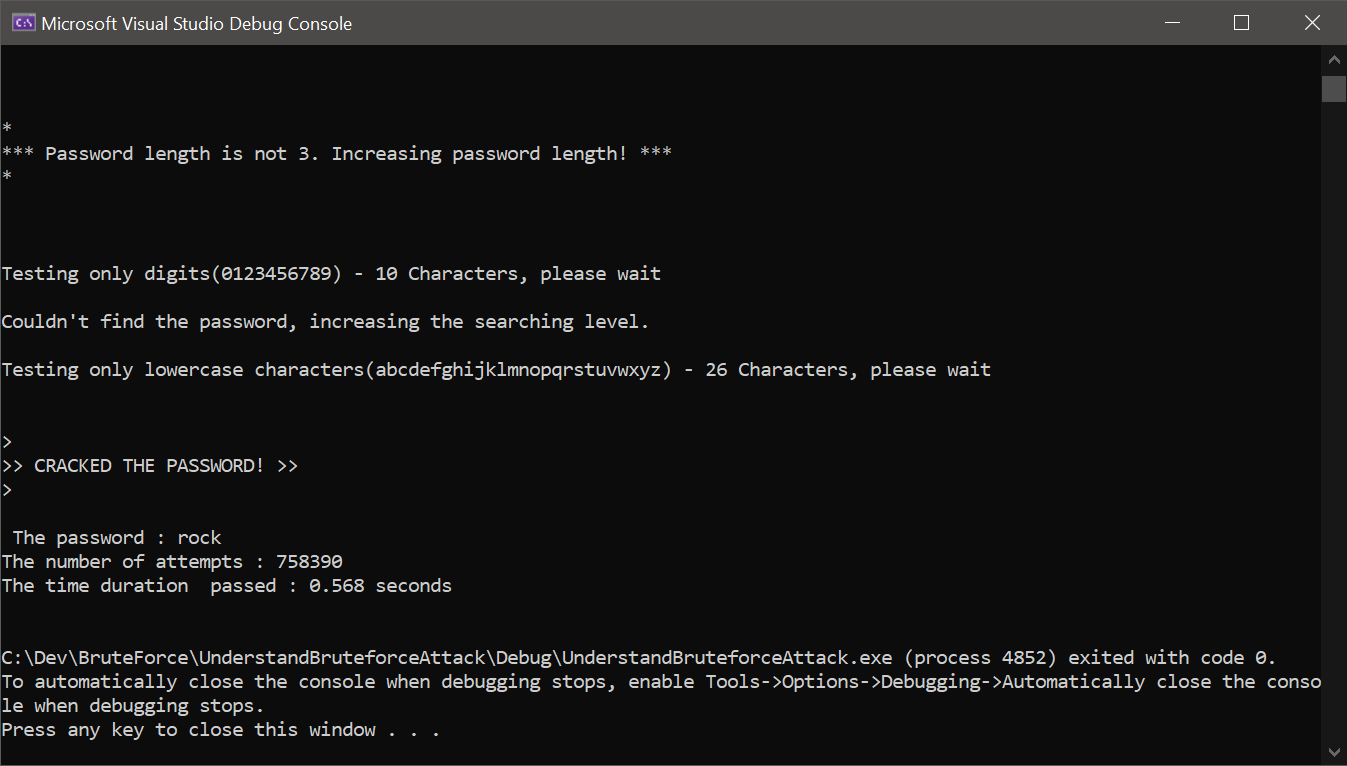 Microsoft Visual Studio Debug Console
*
*** Password length is not 3. Increasing password length! ***
*
Testing only digits(0123456789) - 10 Characters, please wait
Couldn't find the password, increasing the searching level.
Testing only lowercase characters(abcdefghijklmnopqrstuvwxyz) - 26 Characters, please wait
>
>> CRACKED THE PASSWORD! >>
>
The password : rock
The number of attempts : 758390
The time duration  passed : 0.568 seconds
C:\Dev\BruteForce\UnderstandBruteforceAttack\Debug\UnderstandBruteforceAttack.exe (process 4852) exited with code 0.
To automatically close the console when debugging stops, enable Tools->Options->Debugging->Automatically close the conso
le when debugging stops.
Press any key to close this window . . .